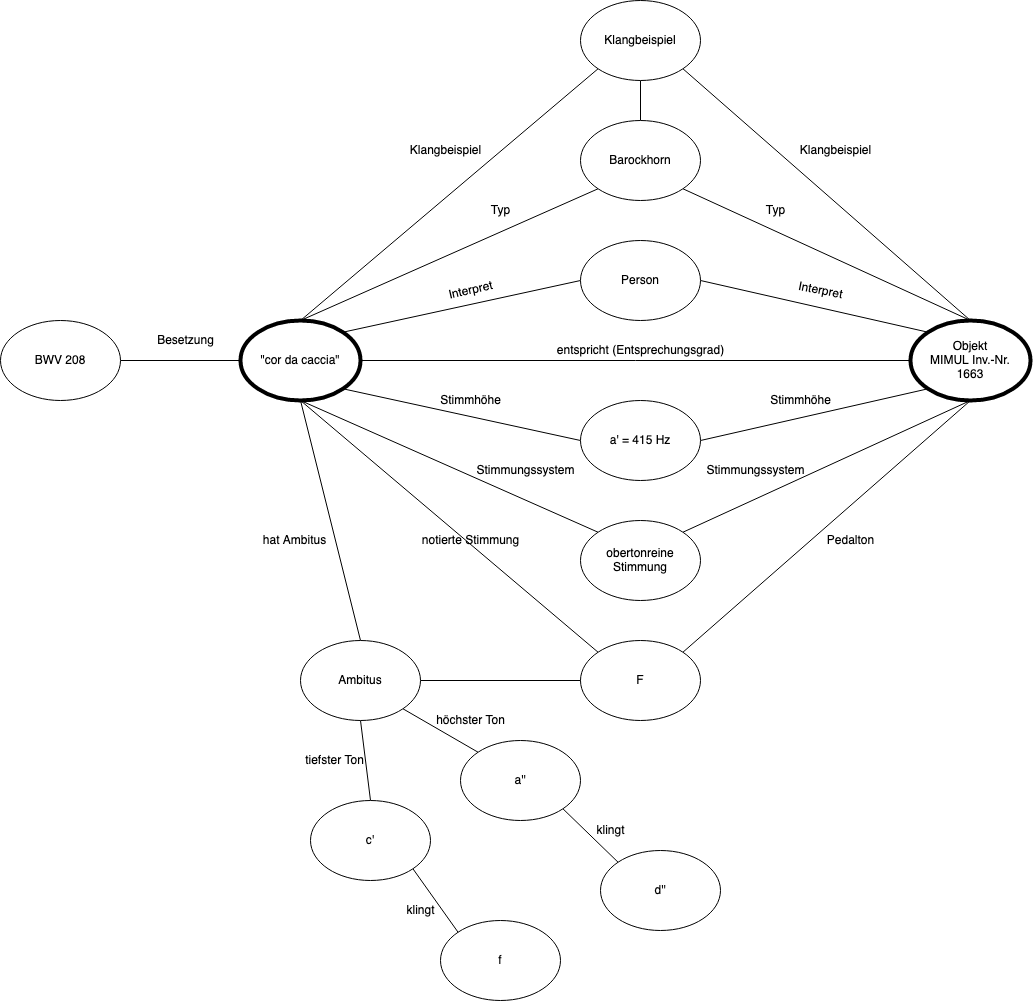 Klangbeispiel
Klangbeispiel
Klangbeispiel
Barockhorn
Typ
Typ
Person
Interpret
Interpret
BWV 208
Besetzung
"cor da caccia"
entspricht (Entsprechungsgrad)
Objekt
MIMUL Inv.-Nr.
1663
Stimmhöhe
Stimmhöhe
a' = 415 Hz
Stimmungssystem
Stimmungssystem
hat Ambitus
notierte Stimmung
Pedalton
obertonreine
Stimmung
Ambitus
F
höchster Ton
tiefster Ton
a"
klingt
c'
d"
klingt
f